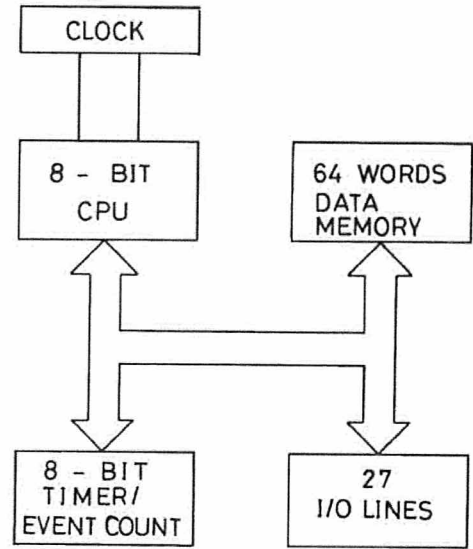 CLOCK
8 - BIT
CPU
64 WORDS
DATA
MEMORY
8 - BIT
TIMER/
EVENT COUNT
27
I/O LINES